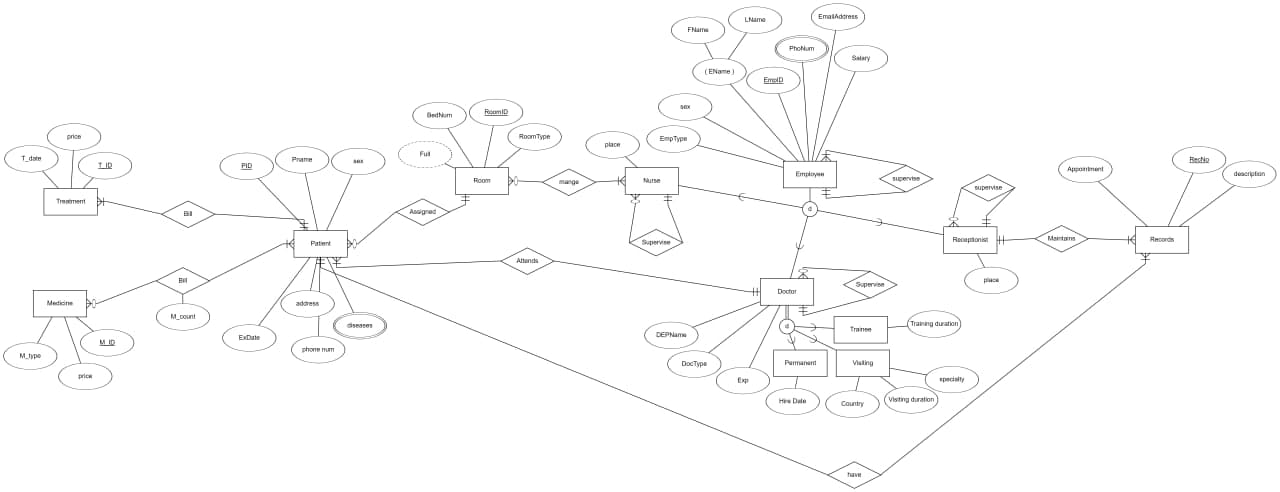 FName
LName
EmailAddress
PhoNum
( EName )
EmpID
Salary
sex
EmpType
Employee
supervise
d
BedNum
RoomID
RoomType
Full
Room
mange
place
Nurse
Supervise
Assigned
price
T_date
T_ID
Treatment
Bill
PID
Pname
sex
Patient
Bill
M_count
Medicine
M_type
price
M_ID
ExDate
address
phone num
diseases
Attends
Doctor
Supervise
DEPName
DocType
Exp
d
Trainee
Training duration
Permanent
Hire Date
Visiling
Country
Visiting duration
specialty
supervise
Receptionist
place
Maintains
Appointment
RecNo
description
Records
have